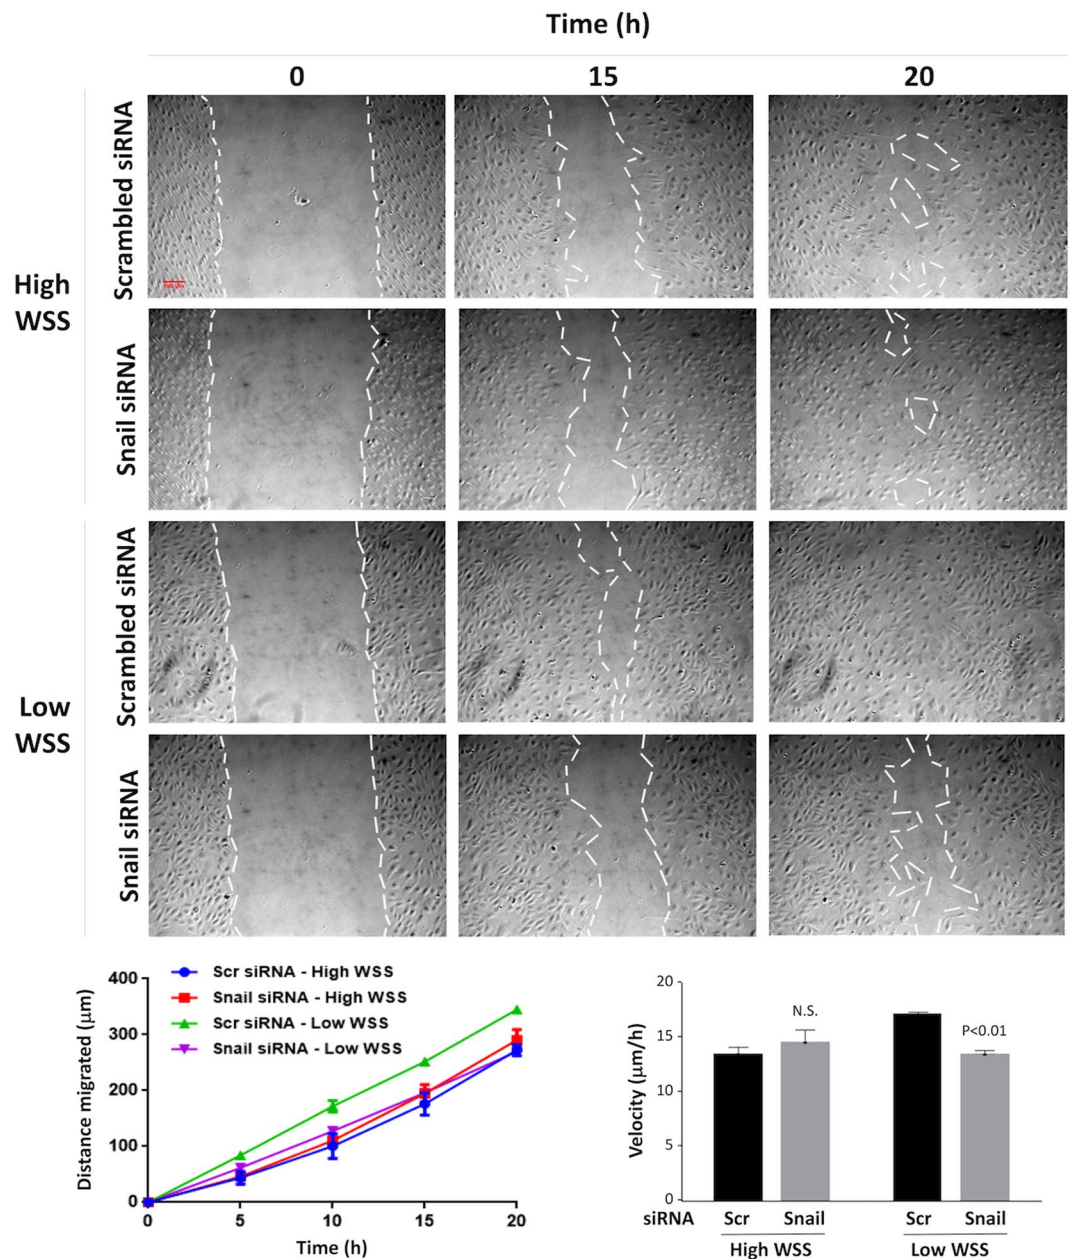 Time (h)
0 15 20
High
WSS
Scrambled siRNA
Snail siRNA
Low
WSS
Scrambled siRNA
Snail siRNA
Scr siRNA - High WSS
Snail siRNA - High WSS
Scr siRNA - Low WSS
Snail siRNA - Low WSS
Distance migrated (μm)
400
300
200
100
0
0 5 10 15 20
Time (h)
Velocity (μm/h)
20
15
10
5
0
N.S.
P<0.01
siRNA Scr Snail Scr Snail
High WSS Low WSS